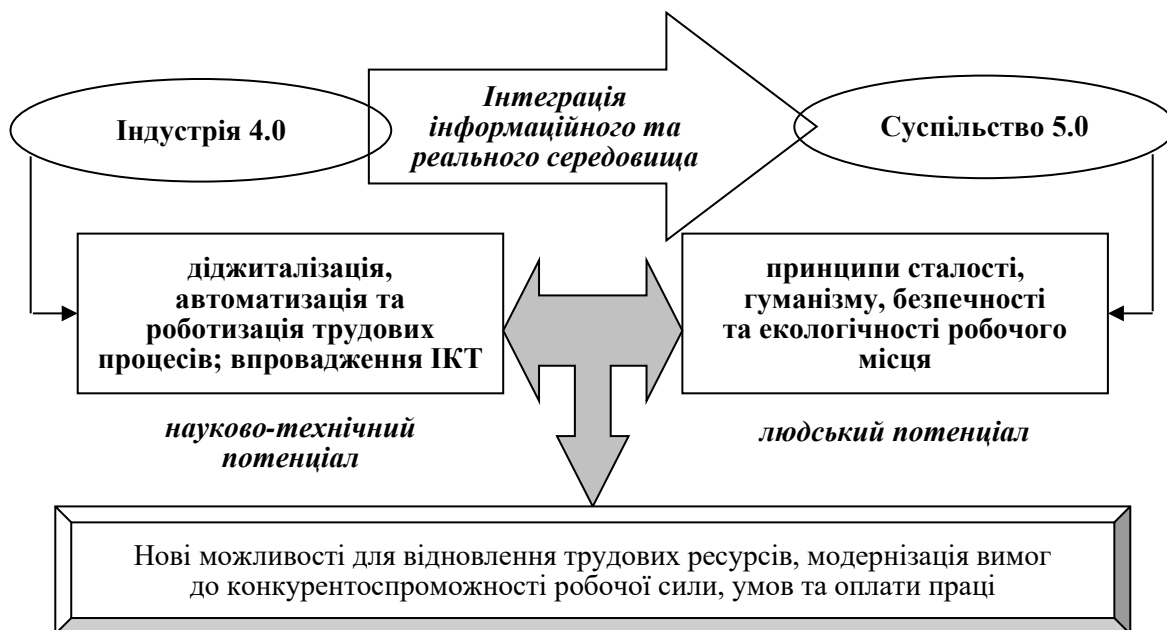 Індустрія 4.0
Інтеграція
інформаційного та
реального середовища
Суспільство 5.0
діджиталізація,
автоматизація та
роботизація трудових
процесів; впровадження ІКТ
принципи сталості,
гуманізму, безпечності
та екологічності робочого
місця
науково-технічний
потенціал
людський потенціал
Нові можливості для відновлення трудових ресурсів, модернізація вимог
до конкурентоспроможності робочої сили, умов та оплати праці